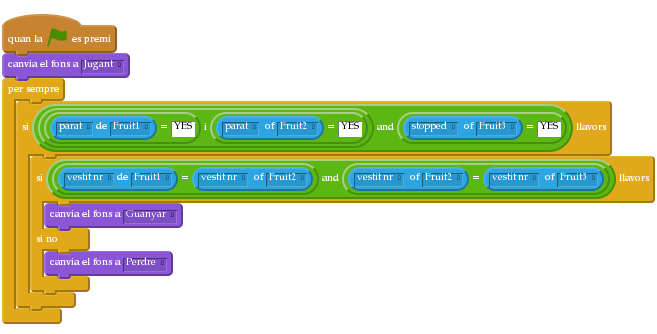 quan la es premi
canvia el fons a Jugant
per sempre
si parat de Fruit1 = YES i parat of Fruit2 = YES and stopped of Fruit3 = YES llavors
si vestit nr de Fruit1 = vestit nr of Fruit2 and vestit nr of Fruit2 = vestit nr of Fruit3 llavors
canvia el fons a Guanyar
si no
canvia el fons a Perdre